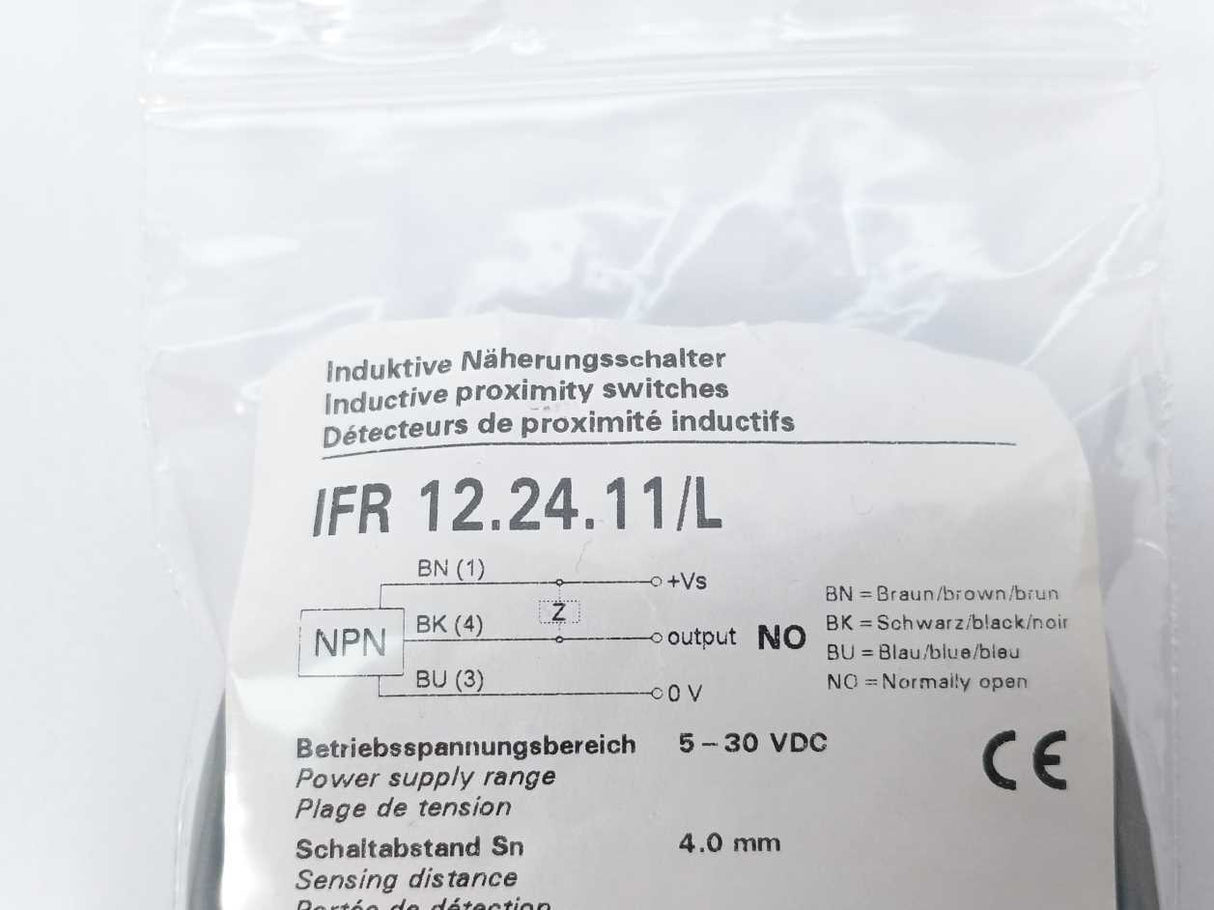 Induktive Näherungsschalter
Inductive proximity switches
Détecteurs de proximité inductifs
IFR 12.24.11/L
BN (1) +Vs
Z
NPN BK (4) output NO
BU (3) 0 V
BN = Braun/brown/brun
BK = Schwarz/black/noir
BU = Blau/blue/bleu
NO = Normally open
Betriebsspannungsbereich 5 – 30 VDC
Power supply range
Plage de tension
CE
Schaltabstand Sn 4.0 mm
Sensing distance
Portée de détection